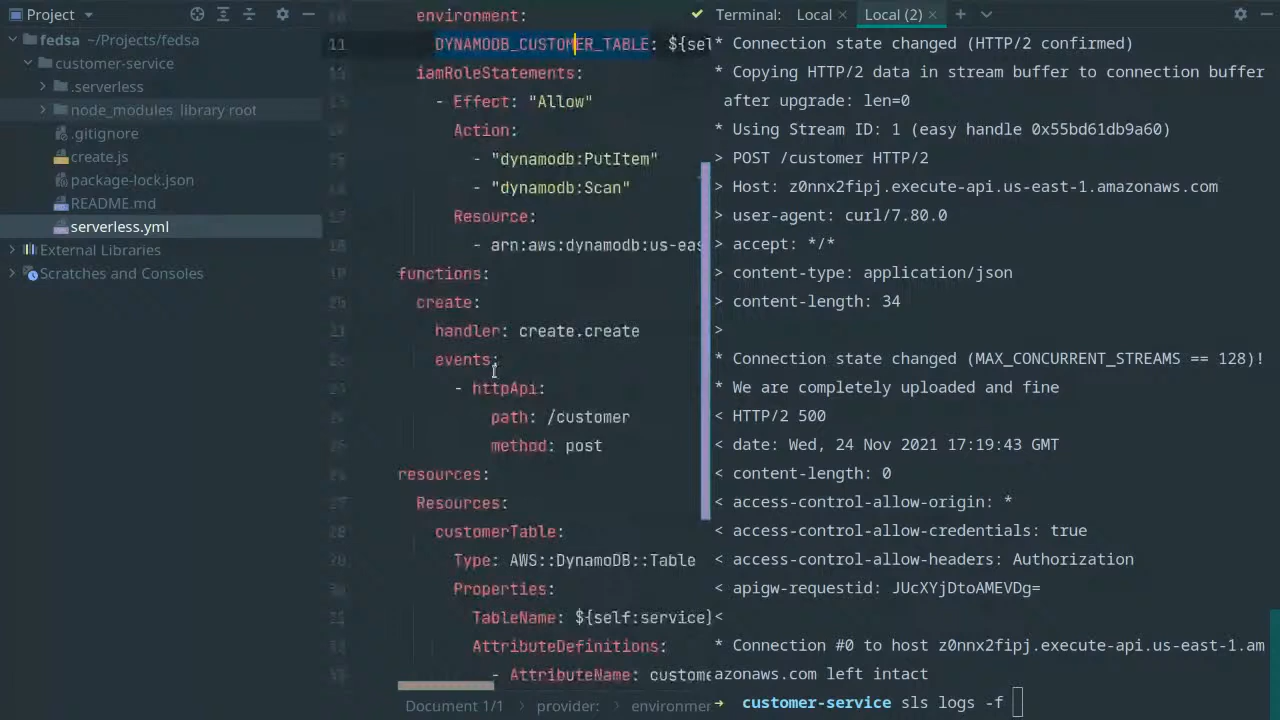 Project
fedsa ~/Projects/fedsa
customer-service
.serverless
node_modules library root
.gitignore
create.js
package-lock.json
README.md
serverless.yml
External Libraries
Scratches and Consoles
environment:
11 DYNAMODB_CUSTOMER_TABLE: ${sel
iamRoleStatements:
- Effect: "Allow"
Action:
- "dynamodb:PutItem"
- "dynamodb:Scan"
Resource:
- arn:aws:dynamodb:us-eas
functions:
create:
handler: create.create
events:
- httpApi:
path: /customer
method: post
resources:
Resources:
customerTable:
Type: AWS::DynamoDB::Table
Properties:
TableName: ${self:service}
AttributeDefinitions:
- AttributeName: custome
Document 1/1 provider: environmen
Terminal: Local Local (2)
* Connection state changed (HTTP/2 confirmed)
* Copying HTTP/2 data in stream buffer to connection buffer
after upgrade: len=0
* Using Stream ID: 1 (easy handle 0x55bd61db9a60)
> POST /customer HTTP/2
> Host: z0nnx2fipj.execute-api.us-east-1.amazonaws.com
> user-agent: curl/7.80.0
> accept: */*
> content-type: application/json
> content-length: 34
>
* Connection state changed (MAX_CONCURRENT_STREAMS == 128)!
* We are completely uploaded and fine
< HTTP/2 500
< date: Wed, 24 Nov 2021 17:19:43 GMT
< content-length: 0
< access-control-allow-origin: *
< access-control-allow-credentials: true
< access-control-allow-headers: Authorization
< apigw-requestid: JUcXYjDtoAMEVDg=
<
* Connection #0 to host z0nnx2fipj.execute-api.us-east-1.am
azonaws.com left intact
→ customer-service sls logs -f